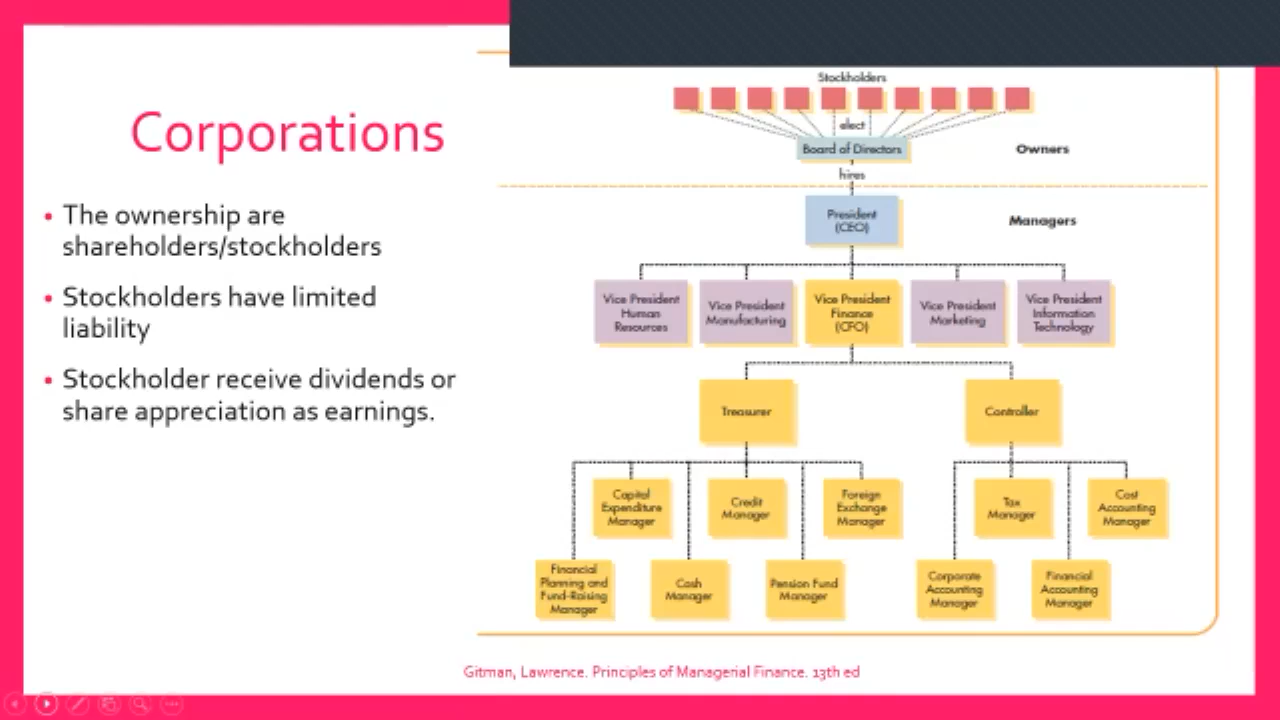 Corporations
• The ownership are
shareholders/stockholders
• Stockholders have limited
liability
• Stockholder receive dividends or
share appreciation as earnings.
Stockholders
elect
Board of Directors
Owners
hires
President
(CEO)
Managers
Vice President
Human
Resources
Vice President
Manufacturing
Vice President
Finance
(CFO)
Vice President
Marketing
Vice President
Information
Technology
Treasurer
Controller
Capital
Expenditure
Manager
Credit
Manager
Foreign
Exchange
Manager
Tax
Manager
Cost
Accounting
Manager
Financial
Planning and
Fund-Raising
Manager
Cash
Manager
Pension Fund
Manager
Corporate
Accounting
Manager
Financial
Accounting
Manager
Gitman, Lawrence. Principles of Managerial Finance. 13th ed